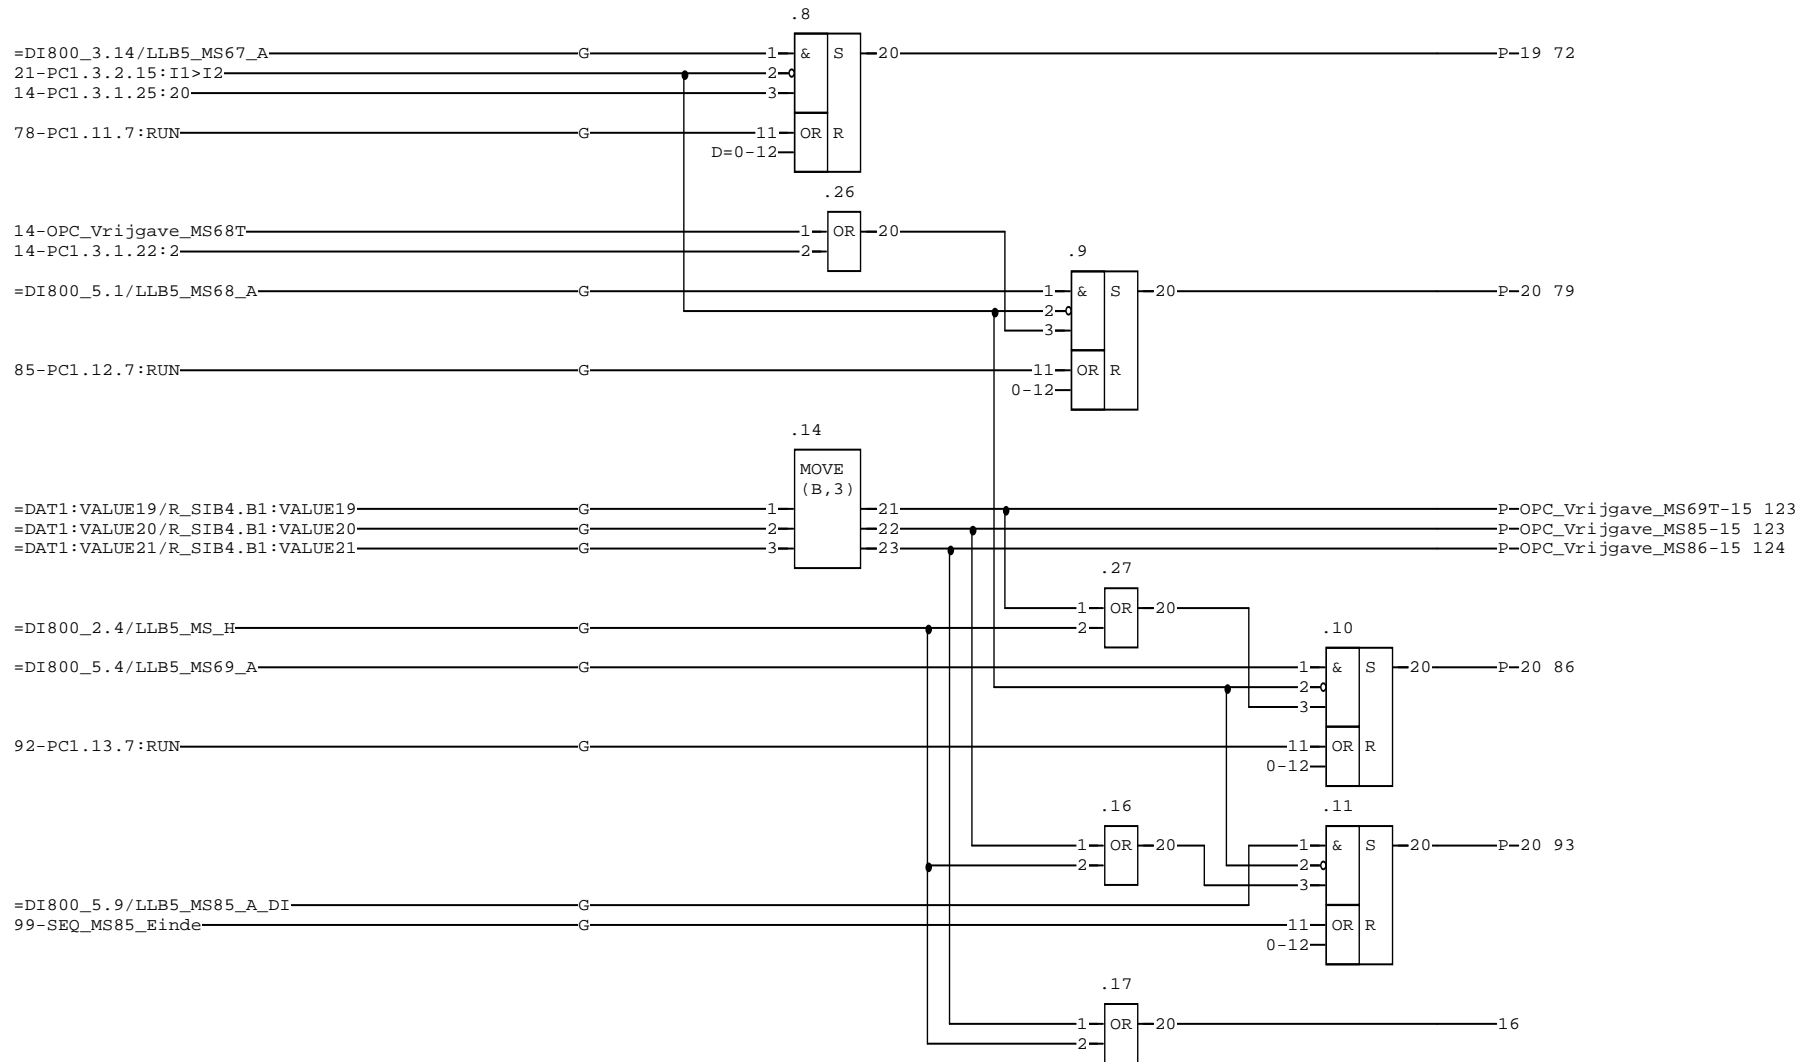 .8
=DI800_3.14/LLB5_MS67_A G 1 & S 20 P-19 72
21-PC1.3.2.15:I1>I2 2
14-PC1.3.1.25:20 3
78-PC1.11.7:RUN G 11 OR R
D=0-12
.26
14-OPC_Vrijgave_MS68T 1 OR 20
14-PC1.3.1.22:2 2
.9
=DI800_5.1/LLB5_MS68_A G 1 & S 20 P-20 79
2
3
85-PC1.12.7:RUN G 11 OR R
0-12
.14
MOVE
(B,3)
=DAT1:VALUE19/R_SIB4.B1:VALUE19 G 1 21 P-OPC_Vrijgave_MS69T-15 123
=DAT1:VALUE20/R_SIB4.B1:VALUE20 G 2 22 P-OPC_Vrijgave_MS85-15 123
=DAT1:VALUE21/R_SIB4.B1:VALUE21 G 3 23 P-OPC_Vrijgave_MS86-15 124
.27
1 OR 20
=DI800_2.4/LLB5_MS_H G 2
.10
=DI800_5.4/LLB5_MS69_A G 1 & S 20 P-20 86
2
3
92-PC1.13.7:RUN G 11 OR R
0-12
.16 .11
1 OR 20 1 & S 20 P-20 93
2 2
3
=DI800_5.9/LLB5_MS85_A_DI G
99-SEQ_MS85_Einde G 11 OR R
0-12
.17
1 OR 20 16
2